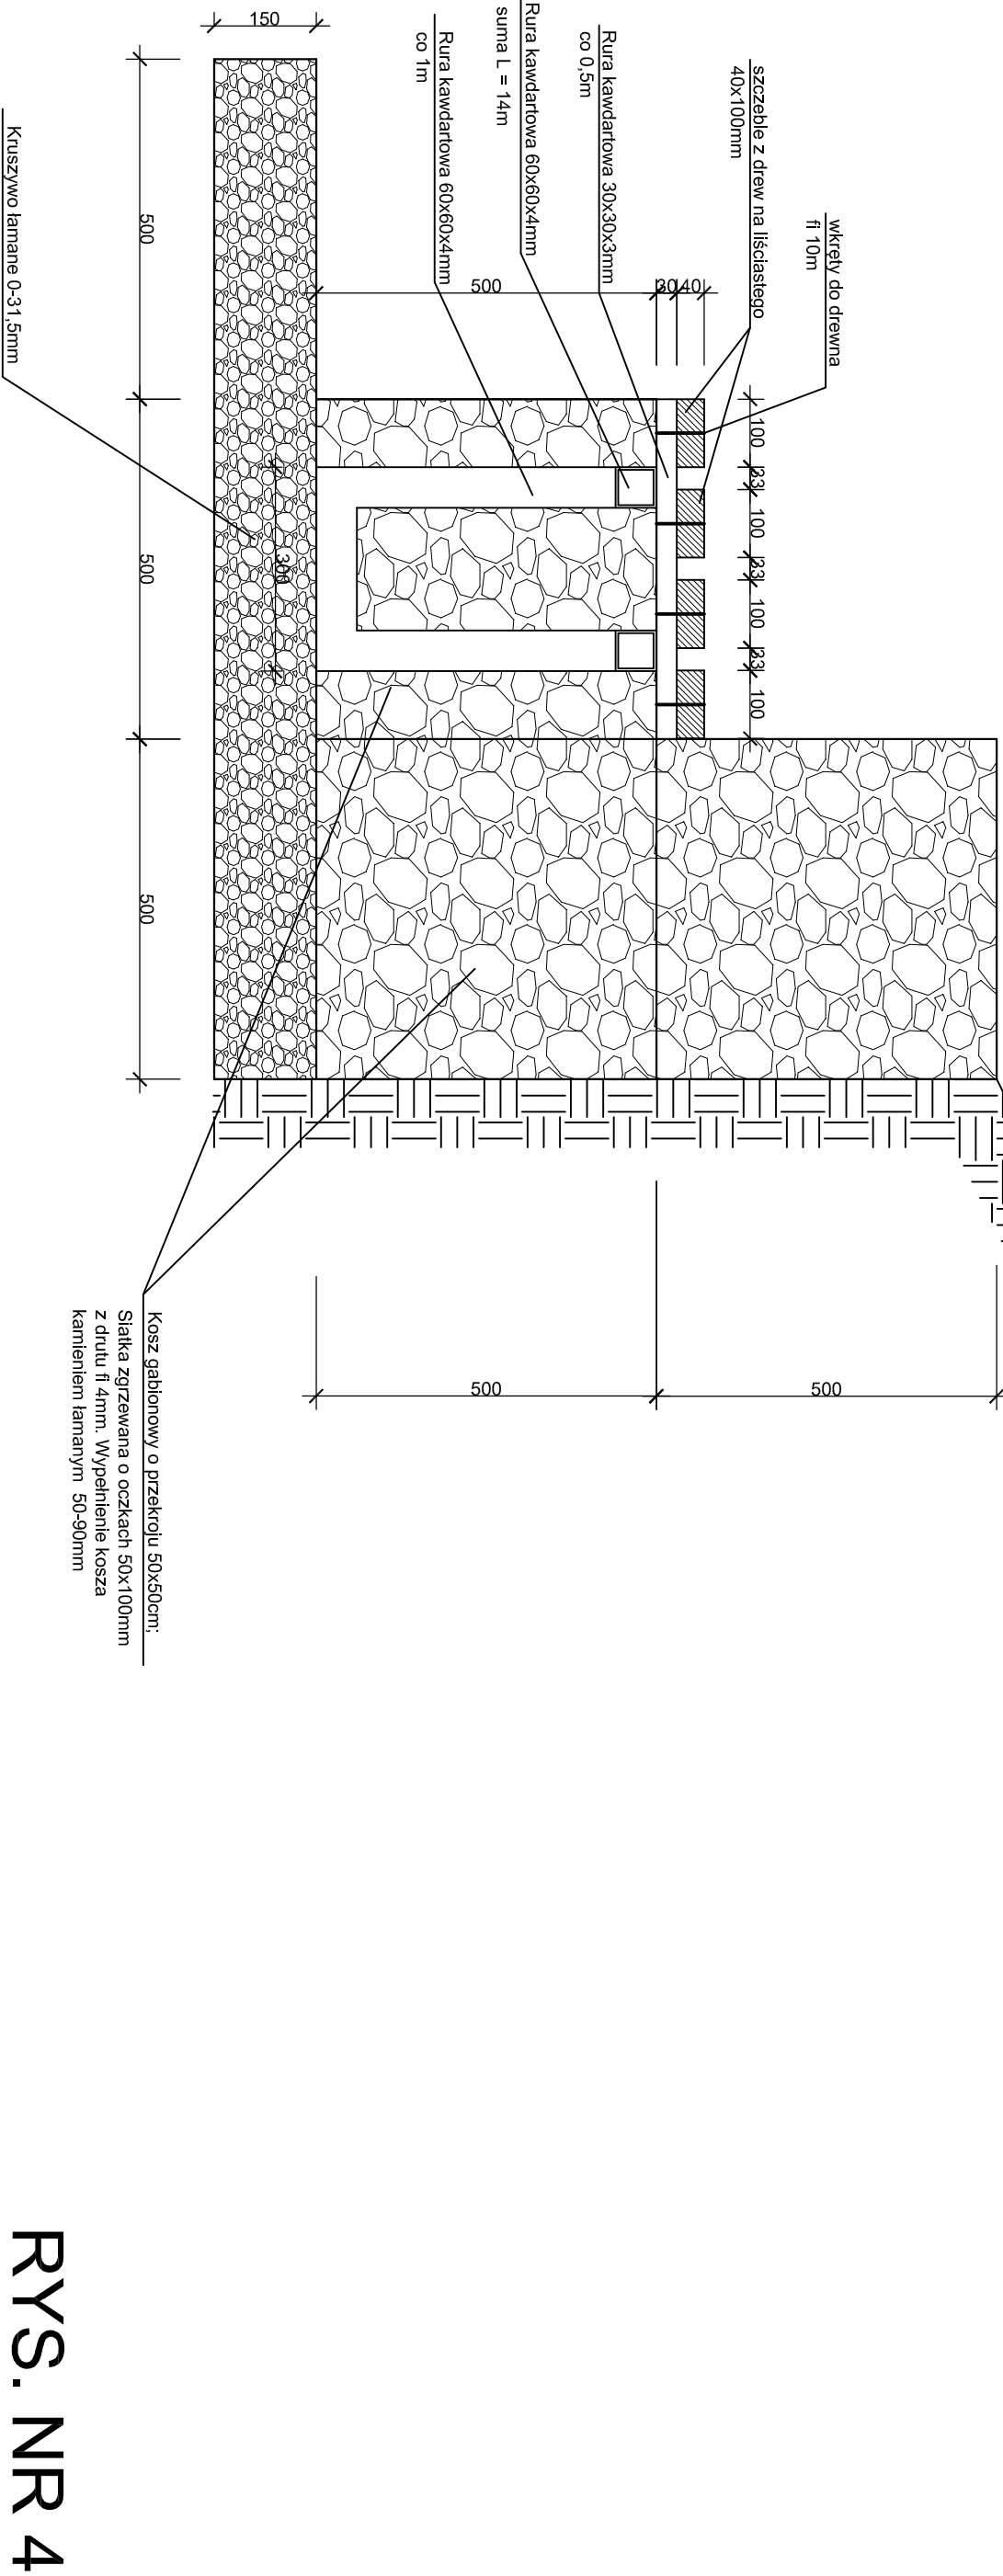 wkręty do drewna
fi 10m
szczeble z drew na liściastego
40x100mm
Rura kawdartowa 30x30x3mm
co 0,5m
Rura kawdartowa 60x60x4mm
suma L = 14m
Rura kawdartowa 60x60x4mm
co 1m
Kruszywo łamane 0-31,5mm
100
33
100
33
100
33
100
40
30
500
150
300
500
500
500
500
500
Kosz gabionowy o przekroju 50x50cm;
Siatka zgrzewana o oczkach 50x100mm
z drutu fi 4mm. Wypełnienie kosza
kamieniem łamanym 50-90mm
RYS. NR 4